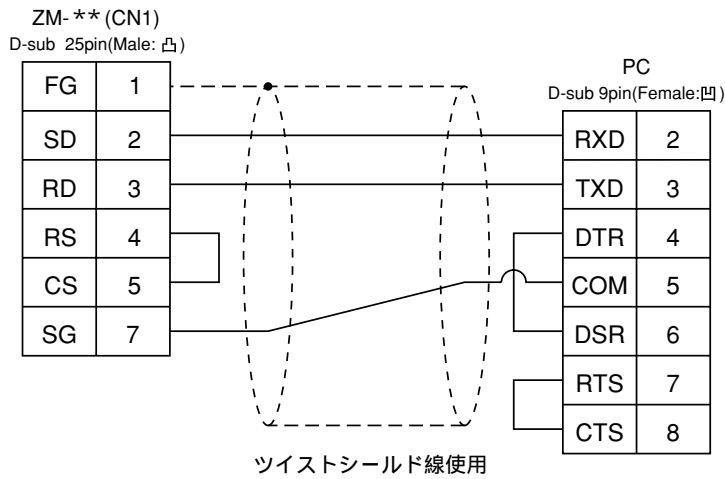 ZM-** (CN1)
D-sub 25pin(Male: 凸)
FG 1
SD 2
RD 3
RS 4
CS 5
SG 7
PC
D-sub 9pin(Female:凹)
RXD 2
TXD 3
DTR 4
COM 5
DSR 6
RTS 7
CTS 8
ツイストシールド線使用